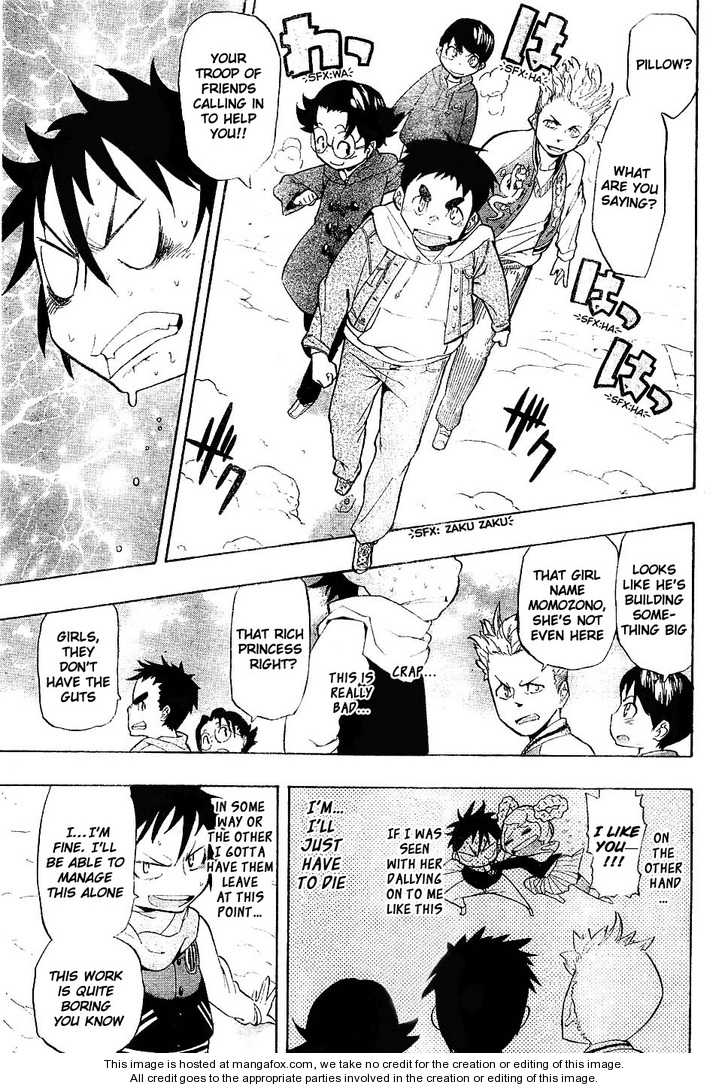 PILLOW?
WHAT
ARE YOU
SAYING?
はっ
SFX:HA
わっ
SFX:WA
YOUR
TROOP OF
FRIENDS
CALLING IN
TO HELP
YOU!!
はっ
SFX:HA
はっ
SFX:HA
ザク
ザク
SFX: ZAKU ZAKU
LOOKS
LIKE HE'S
BUILDING
SOME-
THING BIG
THAT GIRL
NAME
MOMOZONO,
SHE'S NOT
EVEN HERE
CRAP...
THIS IS
REALLY
BAD...
THAT RICH
PRINCESS
RIGHT?
GIRLS,
THEY
DON'T
HAVE THE
GUTS
ON THE
OTHER
HAND...
I LIKE
YOU—
!!!
IF I WAS
SEEN
WITH HER
DALLYING
ON TO ME
LIKE THIS
I'M...
I'LL
JUST
HAVE
TO DIE
IN SOME
WAY OR
THE OTHER
I GOTTA
HAVE THEM
LEAVE
AT THIS
POINT...
I...I'M
FINE. I'LL
BE ABLE TO
MANAGE
THIS ALONE
THIS WORK
IS QUITE
BORING
YOU KNOW
This image is hosted at mangafox.com, we take no credit for the creation or editing of this image.
All credit goes to the appropriate parties involved in the creation or editing of this image.